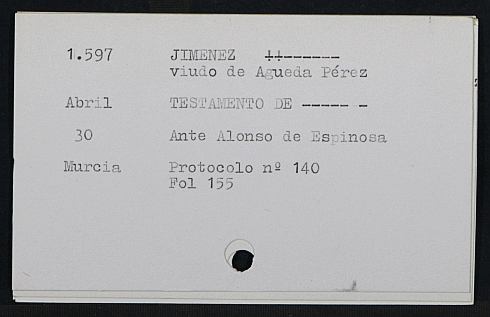 1.597 JIMENEZ ++------
viudo de Agueda Pérez
Abril TESTAMENTO DE ----- -
30 Ante Alonso de Espinosa
Murcia Protocolo nº 140
Fol 155